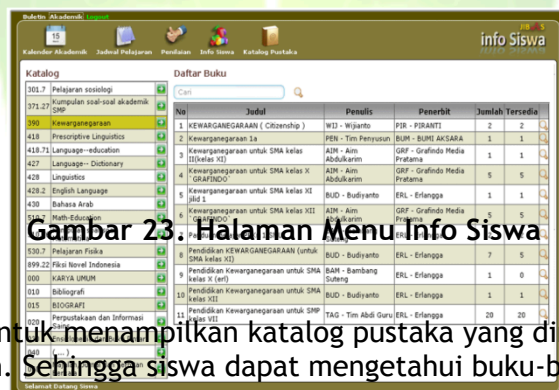 Buletin Akademik Logout
15
Kalender Akademik Jadwal Pelajaran Penilaian Info Siswa Katalog Pustaka
JIBAS
info Siswa
Katalog
301.7 Pelajaran sosiologi
371.27 Kumpulan soal-soal akademik SMP
390 Kewarganegaraan
418 Prescriptive Linguistics
418.71 Language--education
427 Language-- Dictionary
428 Linguistics
428.2 English Language
430 Bahasa Arab
510.7 Math-Education
530.7 Pelajaran Fisika
899.22 Fiksi Novel Indonesia
000 KARYA UMUM
010 Bibliografi
015 BIOGRAFI
020 Perpustakaan dan Informasi
040 (....)
Daftar Buku
Cari
No Judul Penulis Penerbit Jumlah Tersedia
1 KEWARGANEGARAAN ( Citizenship ) WIJ - Wijianto PIR - PIRANTI 2 2
2 Kewarganegaraan 1a PEN - Tim Penyusun BUM - BUMI AKSARA 1 1
3 Kewarganegaraan untuk SMA kelas II(kelas XI) AIM - Aim Abdulkarim GRF - Grafindo Media Pratama 1 1
4 Kewarganegaraan untuk SMA kelas X `GRAFINDO` AIM - Aim Abdulkarim GRF - Grafindo Media Pratama 5 5
5 Kewarganegaraan untuk SMA kelas XI jilid 1 BUD - Budiyanto ERL - Erlangga 1 1
6 Kewarganegaraan untuk SMA kelas XII `GRAFINDO` AIM - Aim Abdulkarim GRF - Grafindo Media Pratama 5 5
Gambar 23. Halaman Menu Info Siswa
8 Pendidikan KEWARGANEGARAAN (untuk SMA kelas XI) BUD - Budiyanto ERL - Erlangga 7 5
9 Pendidikan Kewarganegaraan untuk SMA kelas X (erl) BAM - Bambang Suteng ERL - Erlangga 1 0
10 Pendidikan Kewarganegaraan untuk SMA kelas XII BUD - Budiyanto ERL - Erlangga 1 1
11 Pendidikan Kewarganegaraan untuk SMP kelas VII TAG - Tim Abdi Guru ERL - Erlangga 20 20
ntuk menampilkan katalog pustaka yang di
. Sehingga siswa dapat mengetahui buku-b
Selamat Datang Siswa